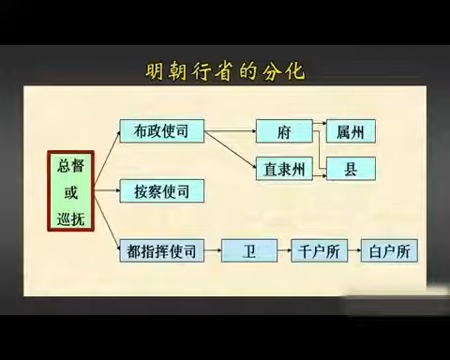 明朝行省的分化
总督
或
巡抚
布政使司
府
属州
直隶州
县
按察使司
都指挥使司
卫
千户所
白户所